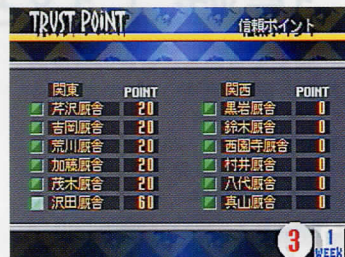 TRUST POINT
信頼ポイント
関東 POINT
芹沢厩舎 20
吉岡厩舎 20
荒川厩舎 20
加藤厩舎 20
茂木厩舎 20
沢田厩舎 60
関西 POINT
黒岩厩舎 0
鈴木厩舎 0
西園寺厩舎 0
村井厩舎 0
八代厩舎 0
真山厩舎 0
3 1
WEEK